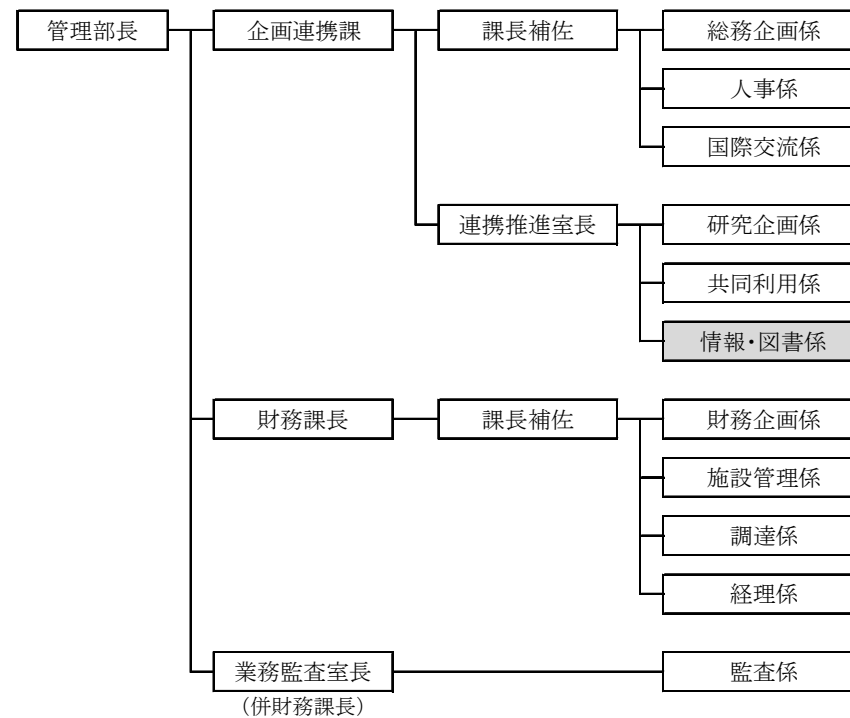 管理部長
企画連携課
課長補佐
総務企画係
人事係
国際交流係
連携推進室長
研究企画係
共同利用係
情報・図書係
財務課長
課長補佐
財務企画係
施設管理係
調達係
経理係
業務監査室長
（併財務課長）
監査係